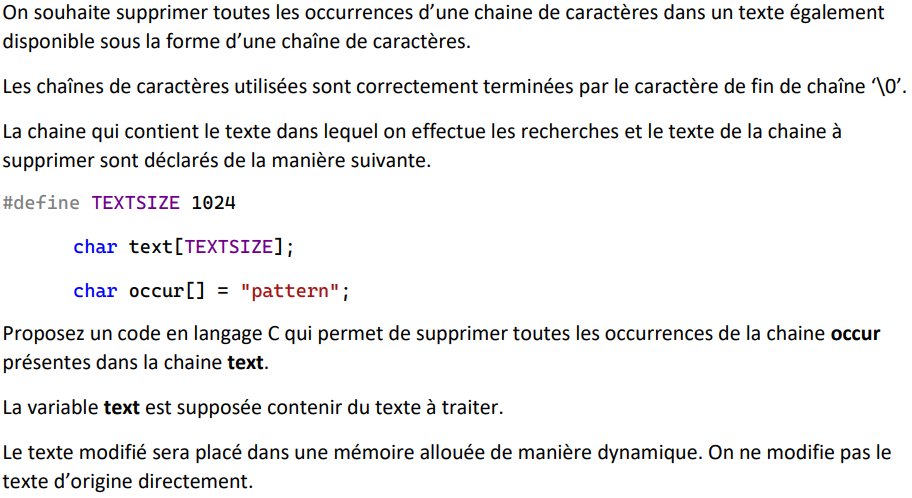 On souhaite supprimer toutes les occurrences d’une chaine de caractères dans un texte également
disponible sous la forme d’une chaîne de caractères.
Les chaînes de caractères utilisées sont correctement terminées par le caractère de fin de chaîne ‘\0’.
La chaine qui contient le texte dans lequel on effectue les recherches et le texte de la chaine à
supprimer sont déclarés de la manière suivante.
#define TEXTSIZE 1024
char text[TEXTSIZE];
char occur[] = "pattern";
Proposez un code en langage C qui permet de supprimer toutes les occurrences de la chaine occur
présentes dans la chaine text.
La variable text est supposée contenir du texte à traiter.
Le texte modifié sera placé dans une mémoire allouée de manière dynamique. On ne modifie pas le
texte d’origine directement.